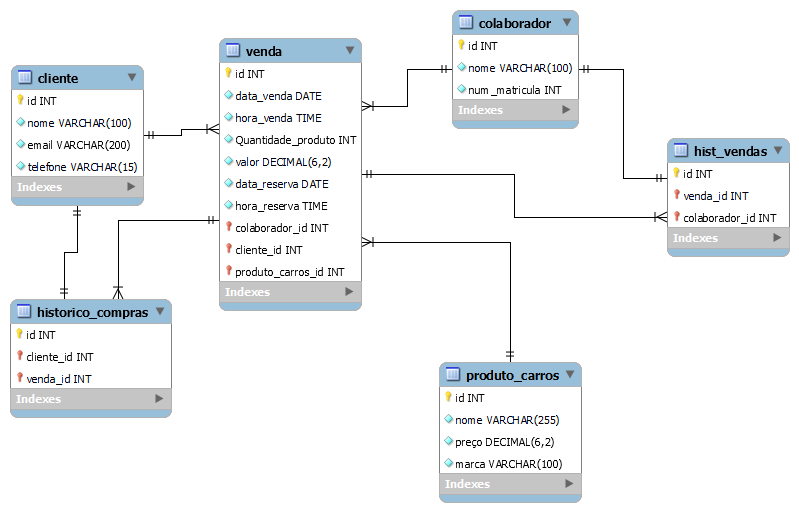 cliente
id INT
nome VARCHAR(100)
email VARCHAR(200)
telefone VARCHAR(15)
Indexes
venda
id INT
data_venda DATE
hora_venda TIME
Quantidade_produto INT
valor DECIMAL(6,2)
data_reserva DATE
hora_reserva TIME
colaborador_id INT
cliente_id INT
produto_carros_id INT
Indexes
colaborador
id INT
nome VARCHAR(100)
num_matricula INT
Indexes
hist_vendas
id INT
venda_id INT
colaborador_id INT
Indexes
historico_compras
id INT
cliente_id INT
venda_id INT
Indexes
produto_carros
id INT
nome VARCHAR(255)
preço DECIMAL(6,2)
marca VARCHAR(100)
Indexes